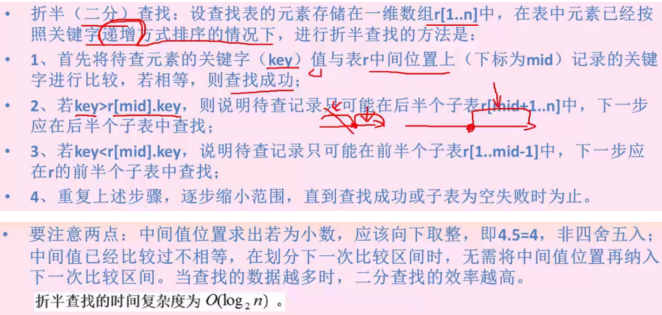 • 折半（二分）查找：设查找表的元素存储在一维数组r[1..n]中，在表中元素已经按
照关键字递增方式排序的情况下，进行折半查找的方法是：
• 1、首先将待查元素的关键字（key）值与表r中间位置上（下标为mid）记录的关键
字进行比较，若相等，则查找成功；
• 2、若key>r[mid].key，则说明待查记录只可能在后半个子表r[mid+1..n]中，下一步
应在后半个子表中查找；
• 3、若key<r[mid].key，说明待查记录只可能在前半个子表r[1..mid-1]中，下一步应
在r的前半个子表中查找；
• 4、重复上述步骤，逐步缩小范围，直到查找成功或子表为空失败时为止。
• 要注意两点：中间值位置求出若为小数，应该向下取整，即4.5=4，非四舍五入；
中间值已经比较过不相等，在划分下一次比较区间时，无需将中间值位置再纳入
下一次比较区间。当查找的数据越多时，二分查找的效率越高。
折半查找的时间复杂度为 O(log₂ n) 。